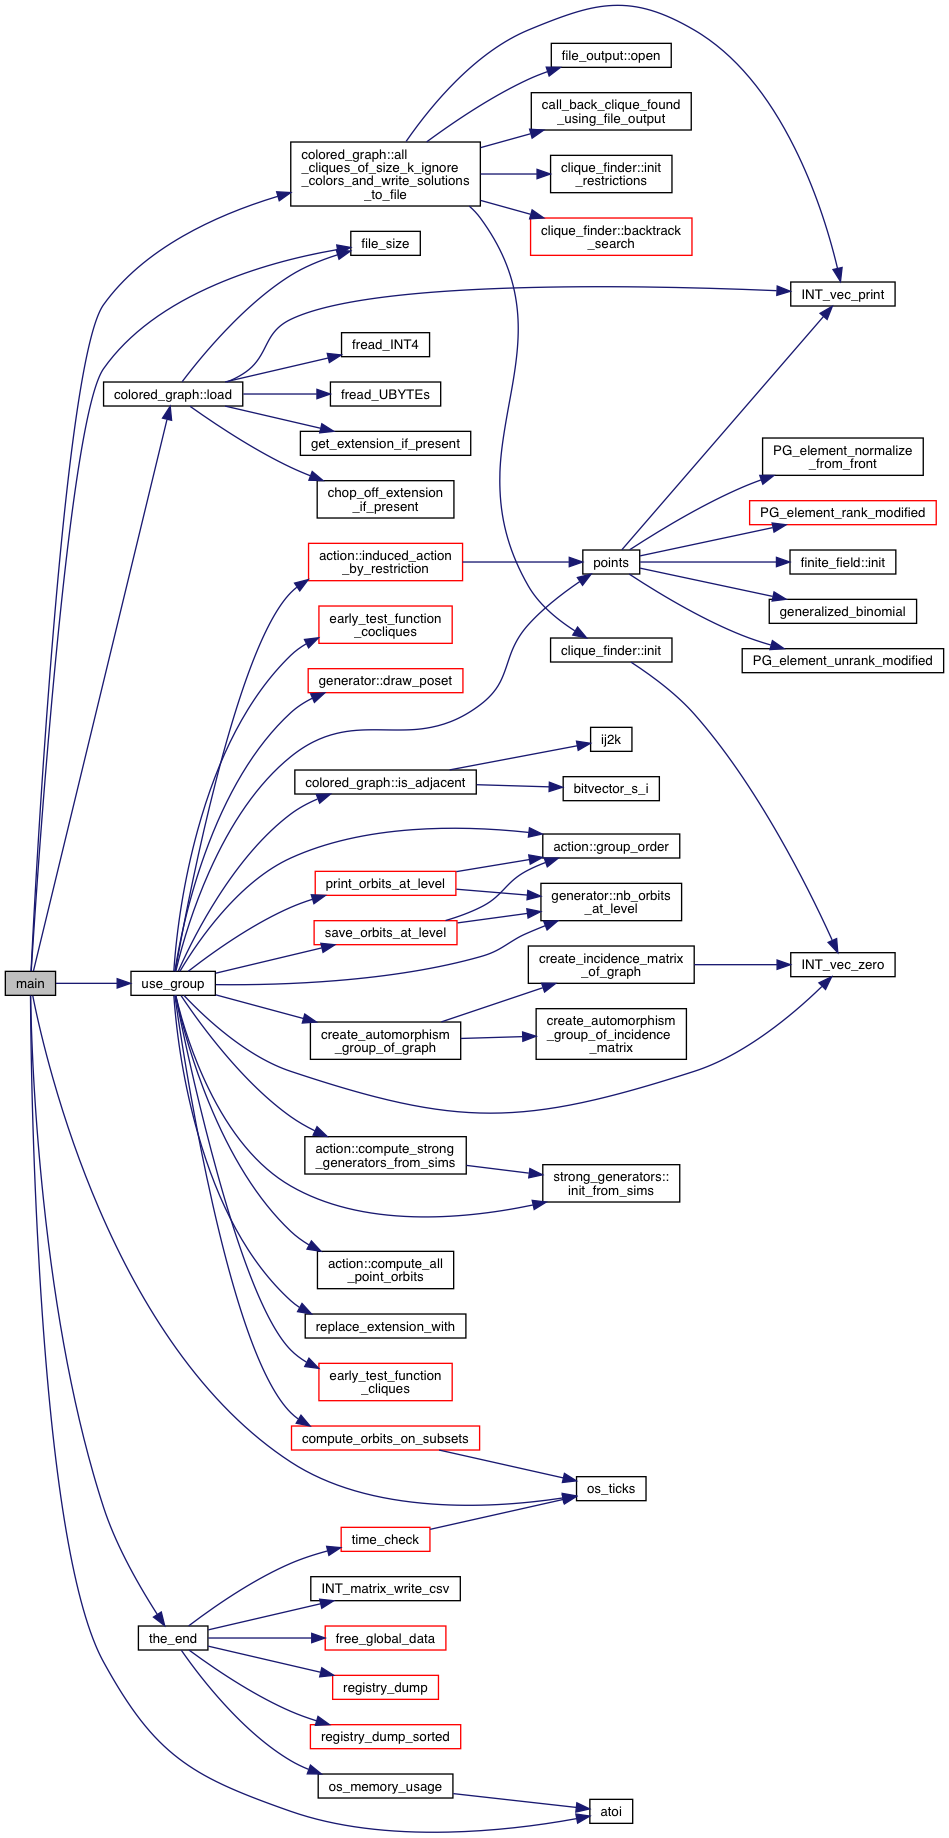 main
colored_graph::all
_cliques_of_size_k_ignore
_colors_and_write_solutions
_to_file
file_output::open
call_back_clique_found
_using_file_output
clique_finder::init
_restrictions
clique_finder::backtrack
_search
file_size
INT_vec_print
colored_graph::load
fread_INT4
fread_UBYTEs
get_extension_if_present
chop_off_extension
_if_present
PG_element_normalize
_from_front
PG_element_rank_modified
finite_field::init
generalized_binomial
PG_element_unrank_modified
points
action::induced_action
_by_restriction
early_test_function
_cocliques
generator::draw_poset
clique_finder::init
ij2k
colored_graph::is_adjacent
bitvector_s_i
action::group_order
print_orbits_at_level
generator::nb_orbits
_at_level
save_orbits_at_level
create_incidence_matrix
_of_graph
INT_vec_zero
use_group
create_automorphism
_group_of_graph
create_automorphism
_group_of_incidence
_matrix
action::compute_strong
_generators_from_sims
strong_generators::
init_from_sims
action::compute_all
_point_orbits
replace_extension_with
early_test_function
_cliques
compute_orbits_on_subsets
os_ticks
time_check
INT_matrix_write_csv
the_end
free_global_data
registry_dump
registry_dump_sorted
os_memory_usage
atoi